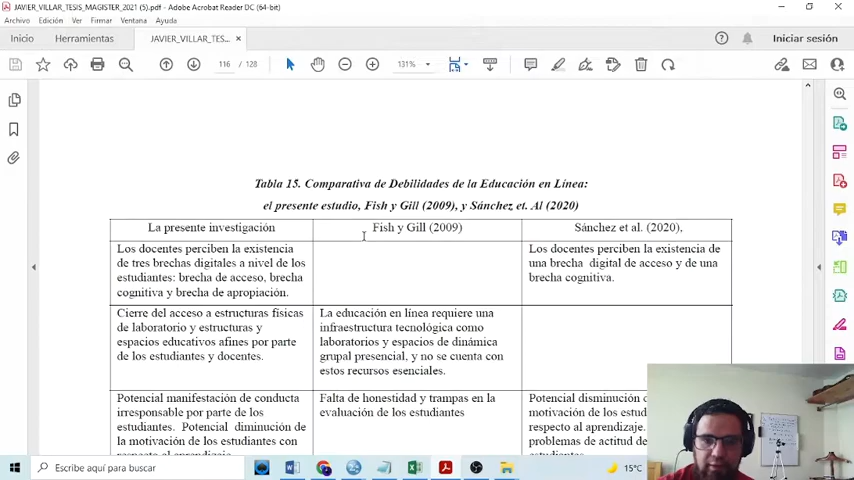 JAVIER_VILLAR_TESIS_MAGISTER_2021 (5).pdf - Adobe Acrobat Reader DC (64-bit)
Archivo Edición Ver Firmar Ventana Ayuda
Inicio Herramientas JAVIER_VILLAR_TES... × Iniciar sesión
116 / 128 131%
Tabla 15. Comparativa de Debilidades de la Educación en Línea:
el presente estudio, Fish y Gill (2009), y Sánchez et. Al (2020)
La presente investigación Fish y Gill (2009) Sánchez et al. (2020),
Los docentes perciben la existencia
de tres brechas digitales a nivel de los
estudiantes: brecha de acceso, brecha
cognitiva y brecha de apropiación.
Los docentes perciben la existencia de
una brecha digital de acceso y de una
brecha cognitiva.
Cierre del acceso a estructuras físicas
de laboratorio y estructuras y
espacios educativos afines por parte
de los estudiantes y docentes.
La educación en línea requiere una
infraestructura tecnológica como
laboratorios y espacios de dinámica
grupal presencial, y no se cuenta con
estos recursos esenciales.
Potencial manifestación de conducta
irresponsable por parte de los
estudiantes. Potencial diminución de
la motivación de los estudiantes con
respecto al aprendizaje
Falta de honestidad y trampas en la
evaluación de los estudiantes
Potencial disminución
motivación de los estud
respecto al aprendizaje.
problemas de actitud de
Escribe aquí para buscar
15°C